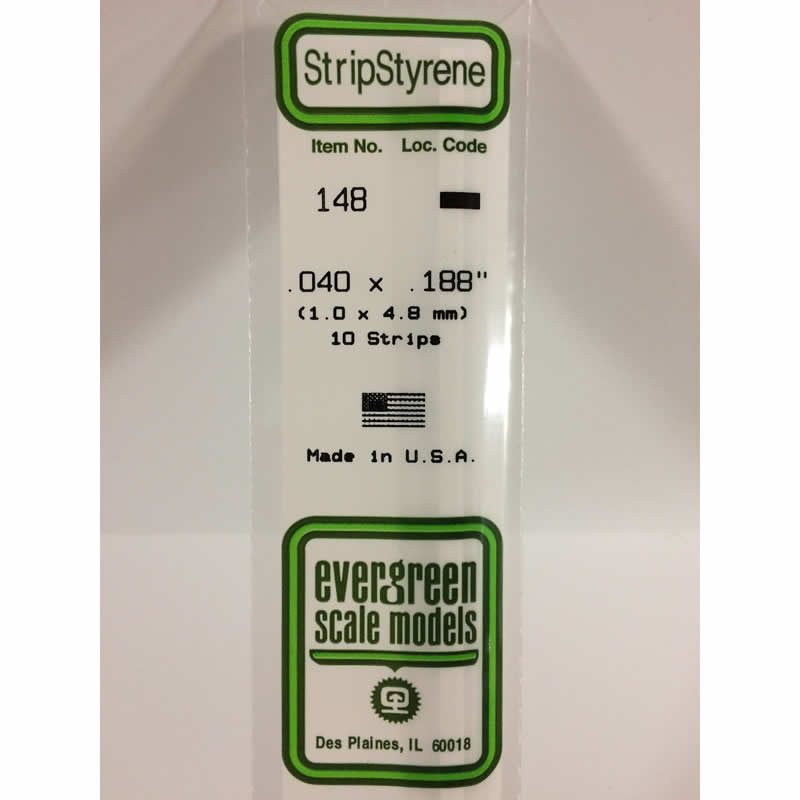 StripStyrene
Item No. Loc. Code
148
.040 x .188"
(1.0 x 4.8 mm)
10 Strips
Made in U.S.A.
evergreen
scale models
Des Plaines, IL 60018